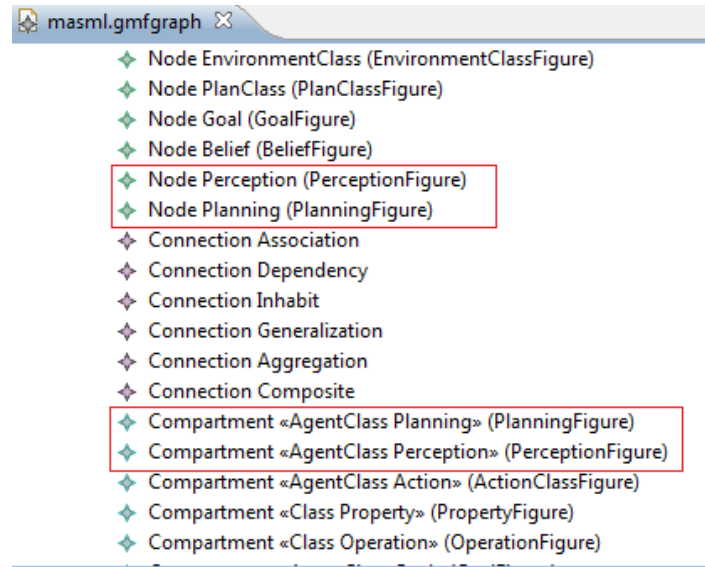 masml.gmfgraph
Node EnvironmentClass (EnvironmentClassFigure)
Node PlanClass (PlanClassFigure)
Node Goal (GoalFigure)
Node Belief (BeliefFigure)
Node Perception (PerceptionFigure)
Node Planning (PlanningFigure)
Connection Association
Connection Dependency
Connection Inhabit
Connection Generalization
Connection Aggregation
Connection Composite
Compartment «AgentClass Planning» (PlanningFigure)
Compartment «AgentClass Perception» (PerceptionFigure)
Compartment «AgentClass Action» (ActionClassFigure)
Compartment «Class Property» (PropertyFigure)
Compartment «Class Operation» (OperationFigure)